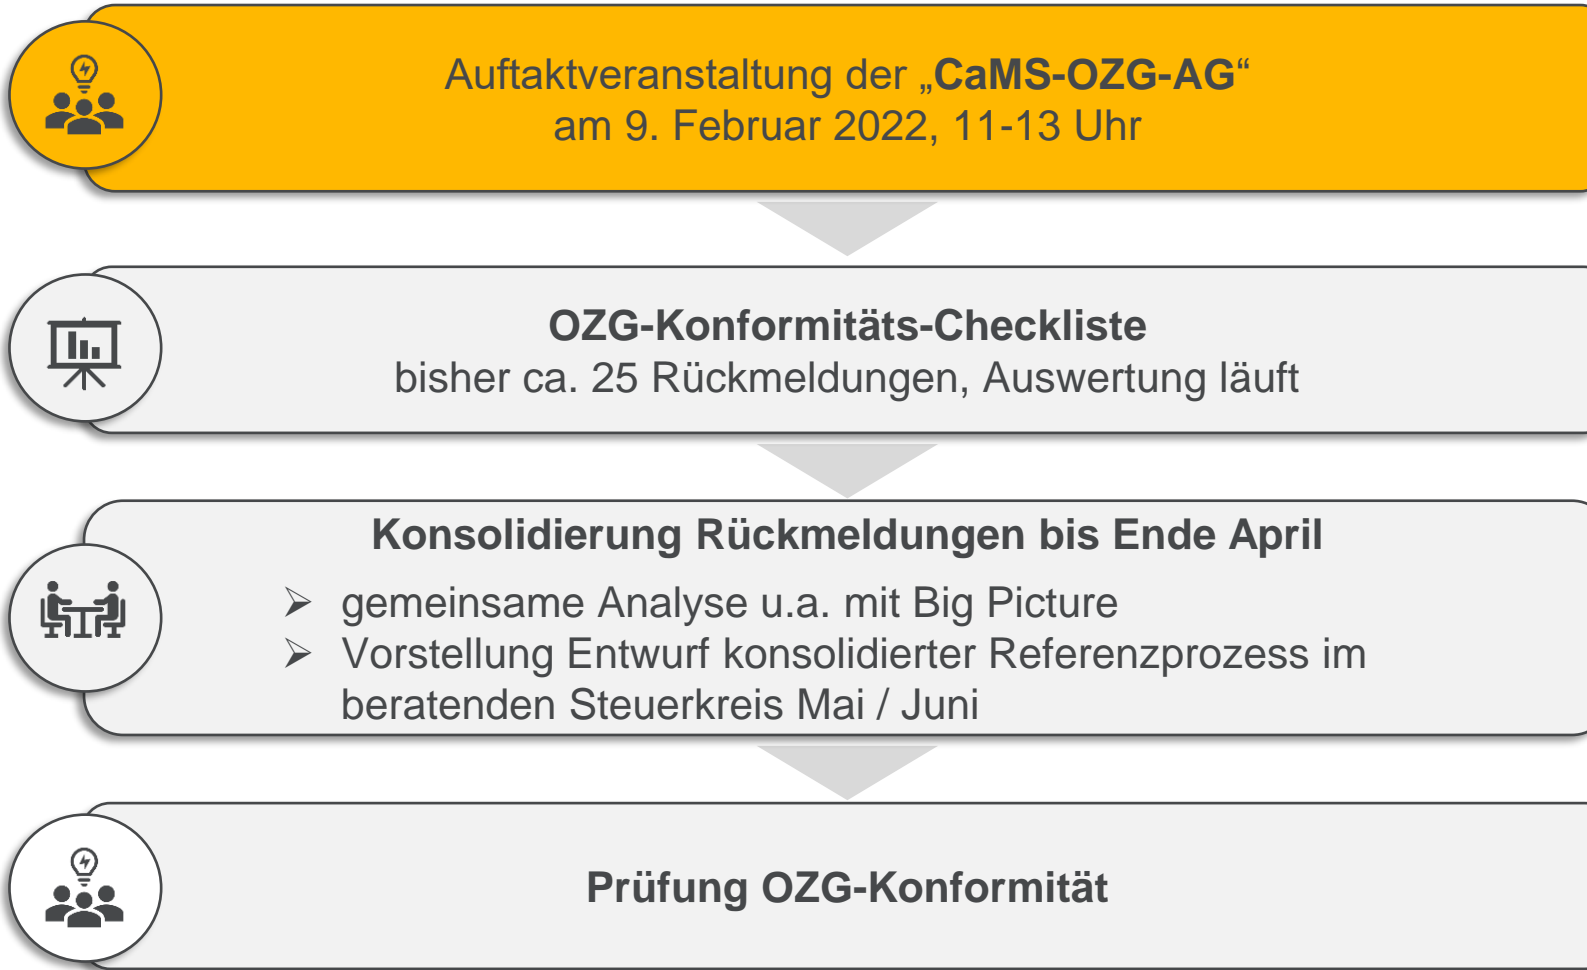 Auftaktveranstaltung der „CaMS-OZG-AG“
am 9. Februar 2022, 11-13 Uhr
OZG-Konformitäts-Checkliste
bisher ca. 25 Rückmeldungen, Auswertung läuft
Konsolidierung Rückmeldungen bis Ende April
➢ gemeinsame Analyse u.a. mit Big Picture
➢ Vorstellung Entwurf konsolidierter Referenzprozess im
beratenden Steuerkreis Mai / Juni
Prüfung OZG-Konformität